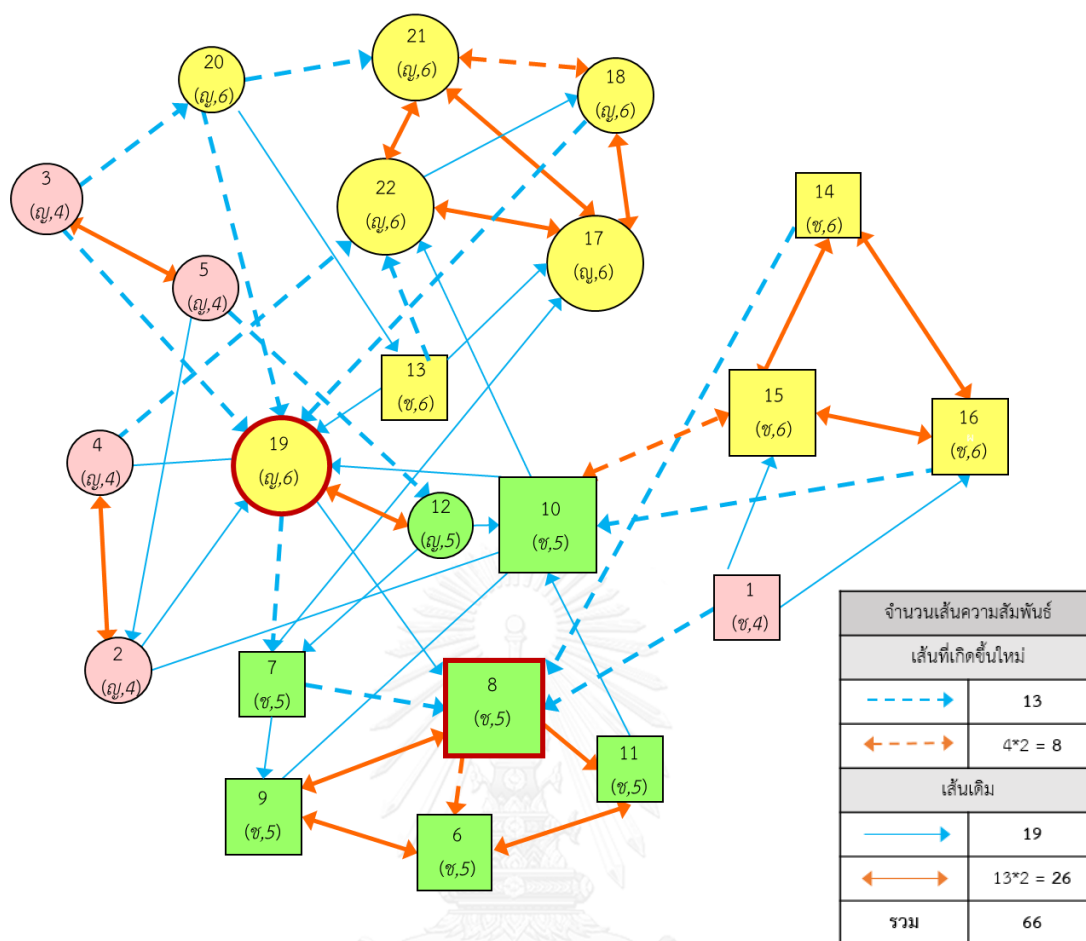 21
(ญ,6)
20
(ญ,6)
18
(ญ,6)
3
(ญ,4)
22
(ญ,6)
14
(ช,6)
17
(ญ,6)
5
(ญ,4)
13
(ช,6)
15
(ช,6)
16
(ช,6)
4
(ญ,4)
19
(ญ,6)
12
(ญ,5)
10
(ช,5)
1
(ช,4)
2
(ญ,4)
7
(ช,5)
8
(ช,5)
11
(ช,5)
9
(ช,5)
6
(ช,5)
จำนวนเส้นความสัมพันธ์
เส้นที่เกิดขึ้นใหม่
13
4*2 = 8
เส้นเดิม
19
13*2 = 26
รวม 66